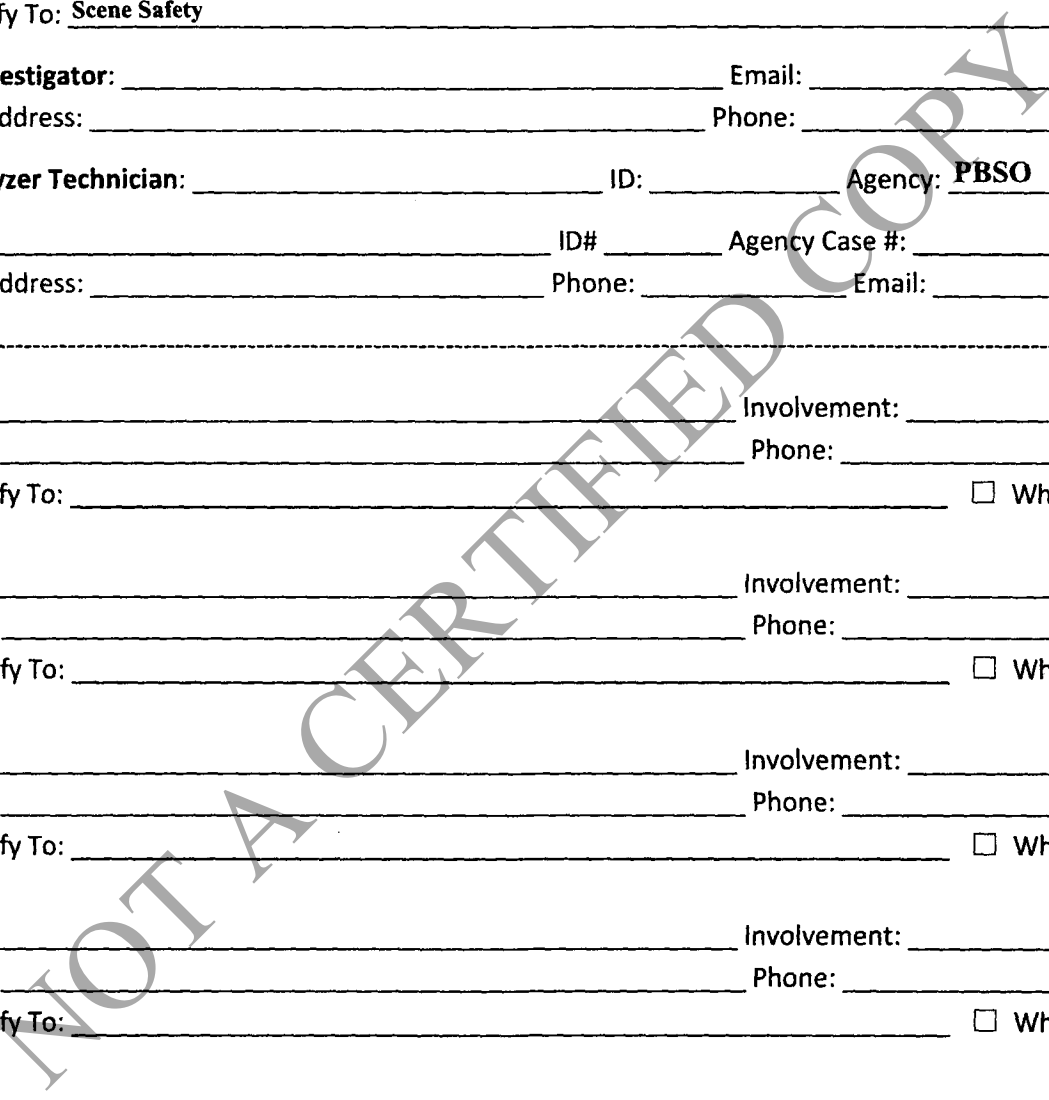 fy To: Scene Safety
estigator: Email:
ddress: Phone:
yzer Technician: ID: Agency: PBSO
ID# Agency Case #:
ddress: Phone: Email:
Involvement:
Phone:
fy To: ☐ Wh
Involvement:
Phone:
fy To: ☐ Wh
Involvement:
Phone:
fy To: ☐ Wh
Involvement:
Phone:
fy To: ☐ Wh
NOT A CERTIFIED COPY